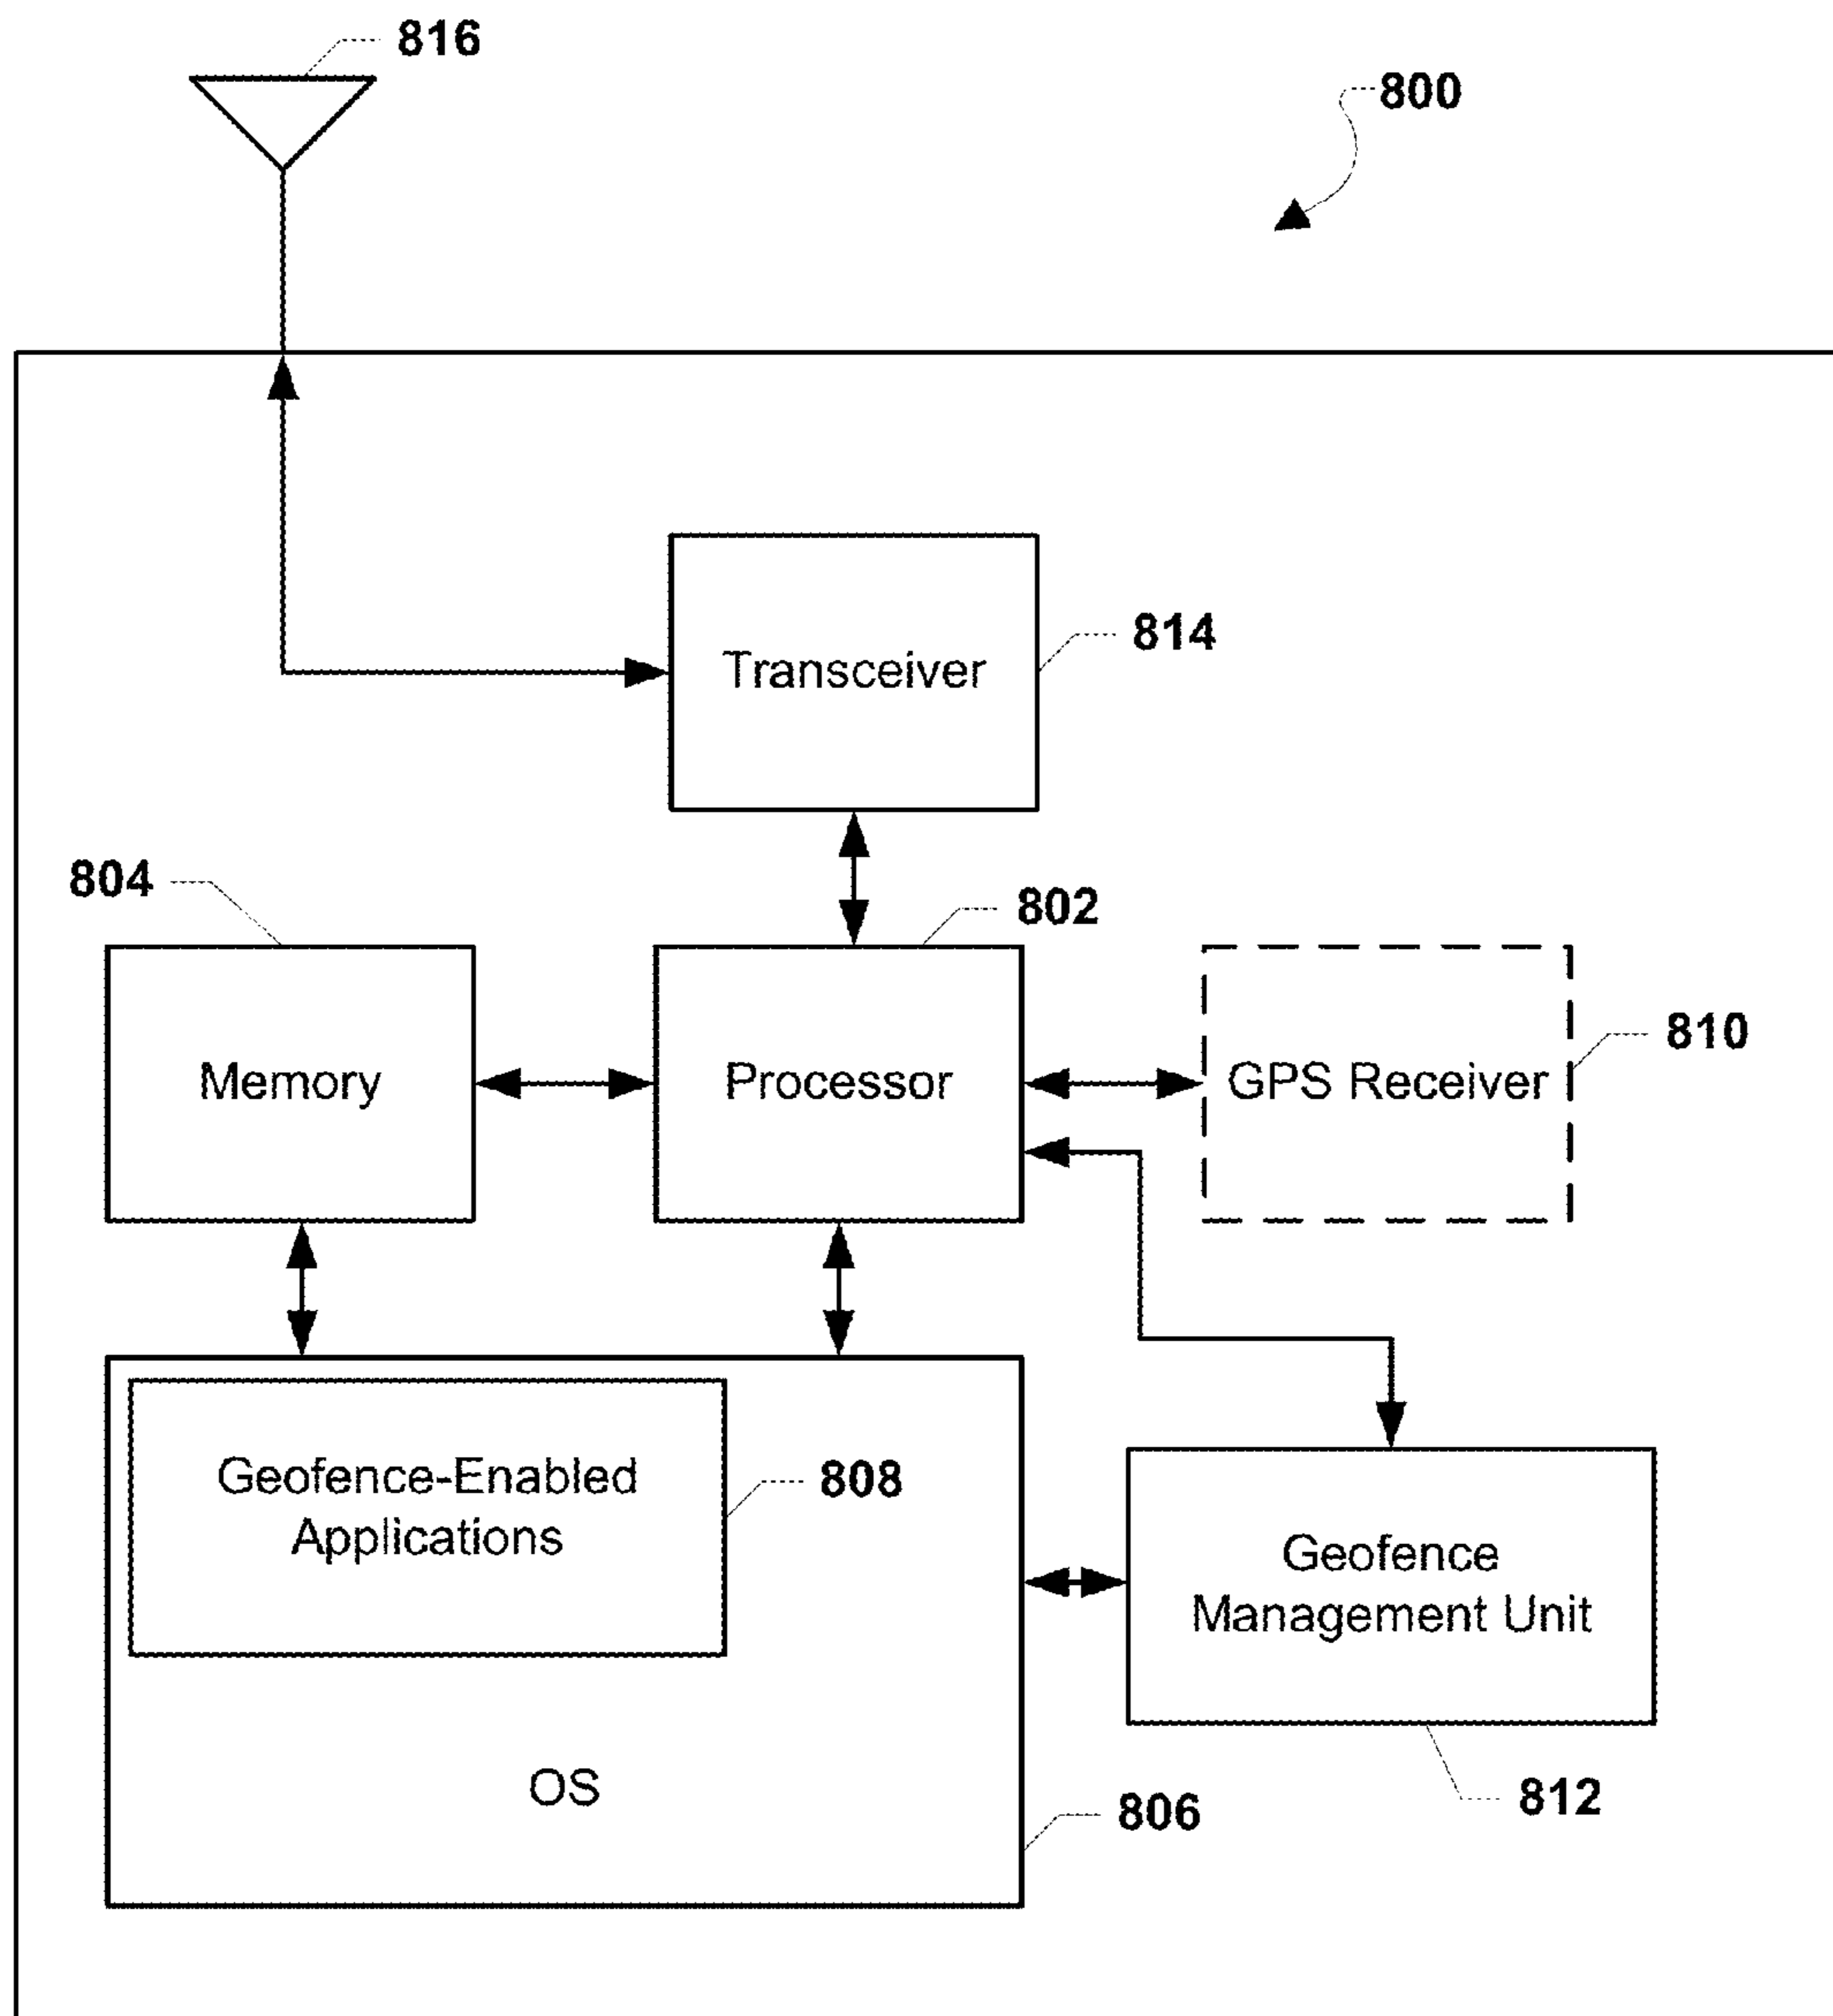 816
800
Transceiver
814
804
802
Memory
Processor
GPS Receiver
810
Geofence-Enabled
Applications
808
Geofence
Management Unit
OS
812
806